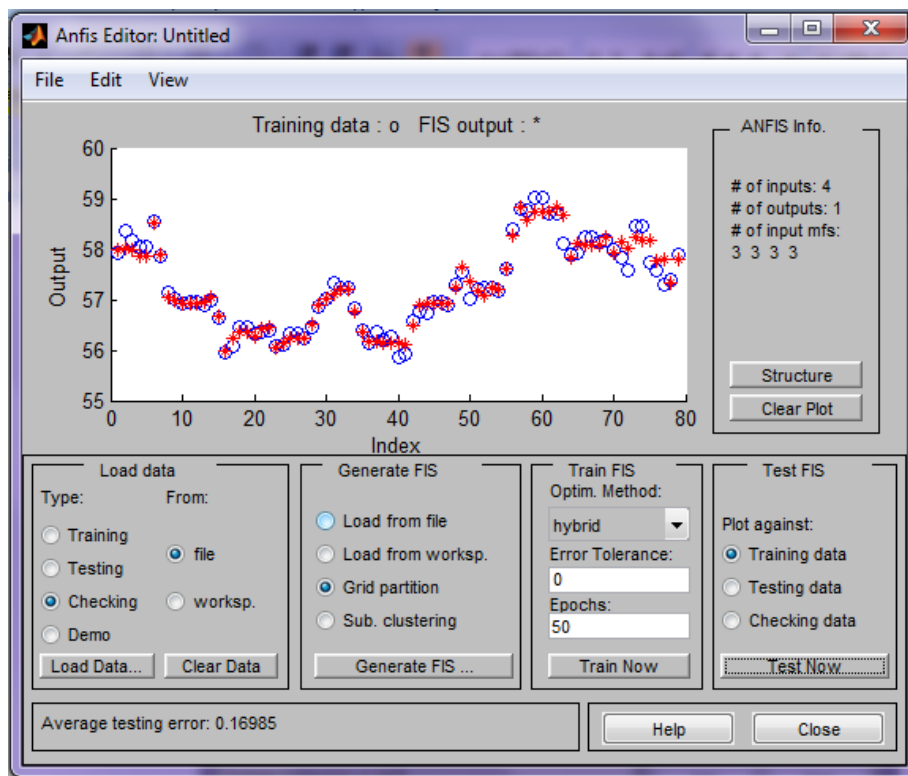 Anfis Editor: Untitled
File Edit View
Training data : o FIS output : *
60
59
58
57
56
55
Output
0 10 20 30 40 50 60 70 80
Index
ANFIS Info.
# of inputs: 4
# of outputs: 1
# of input mfs:
3 3 3 3
Structure
Clear Plot
Load data
Type: From:
Training
Testing
Checking
Demo
file
worksp.
Load Data... Clear Data
Generate FIS
Load from file
Load from worksp.
Grid partition
Sub. clustering
Generate FIS ...
Train FIS
Optim. Method:
hybrid
Error Tolerance:
0
Epochs:
50
Train Now
Test FIS
Plot against:
Training data
Testing data
Checking data
Test Now
Average testing error: 0.16985
Help Close